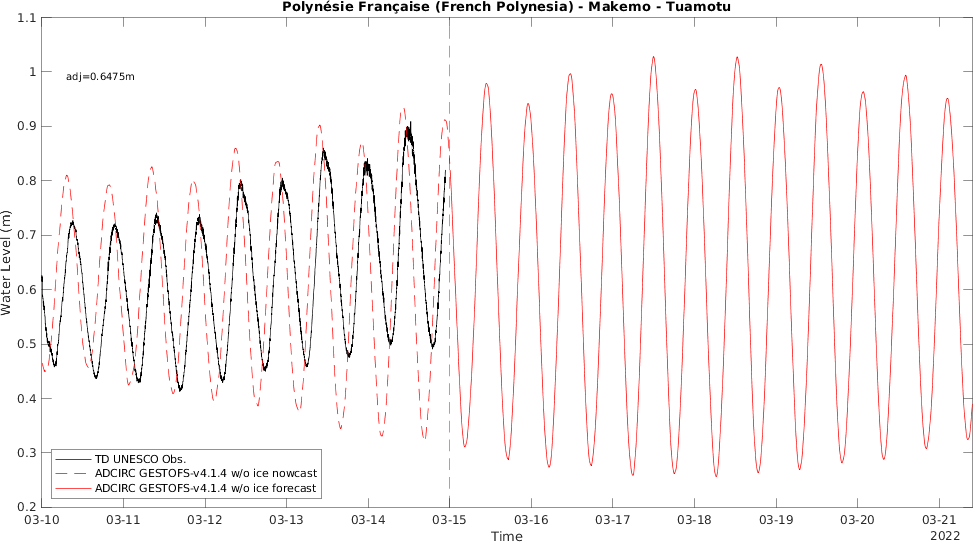 Polynésie Française (French Polynesia) - Makemo - Tuamotu
1.1
1
0.9
0.8
0.7
0.6
0.5
0.4
0.3
0.2
Water Level (m)
adj=0.6475m
TD UNESCO Obs.
ADCIRC GESTOFS-v4.1.4 w/o ice nowcast
ADCIRC GESTOFS-v4.1.4 w/o ice forecast
03-10 03-11 03-12 03-13 03-14 03-15 03-16 03-17 03-18 03-19 03-20 03-21
Time
2022